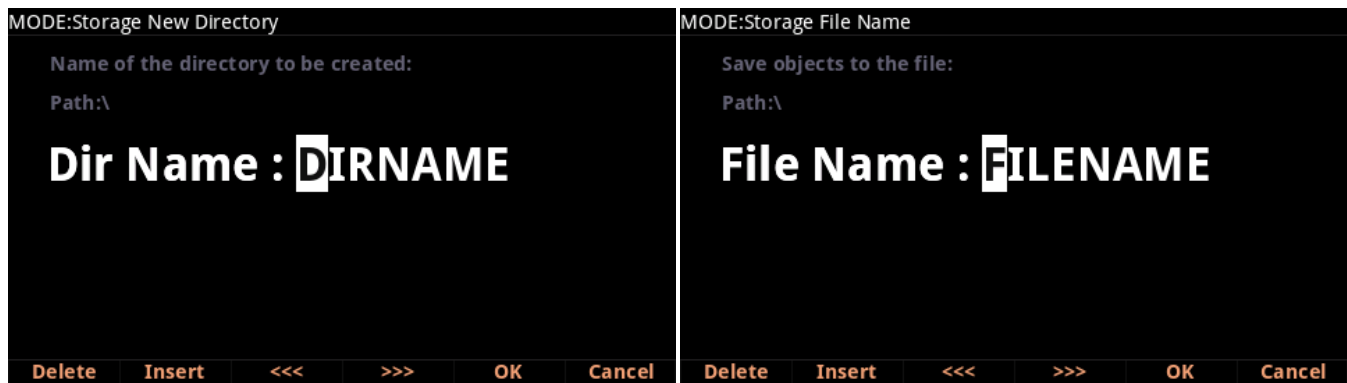 MODE:Storage New Directory
Name of the directory to be created:
Path:\
Dir Name : DIRNAME
Delete Insert <<< >>> OK Cancel
MODE:Storage File Name
Save objects to the file:
Path:\
File Name : FILENAME
Delete Insert <<< >>> OK Cancel